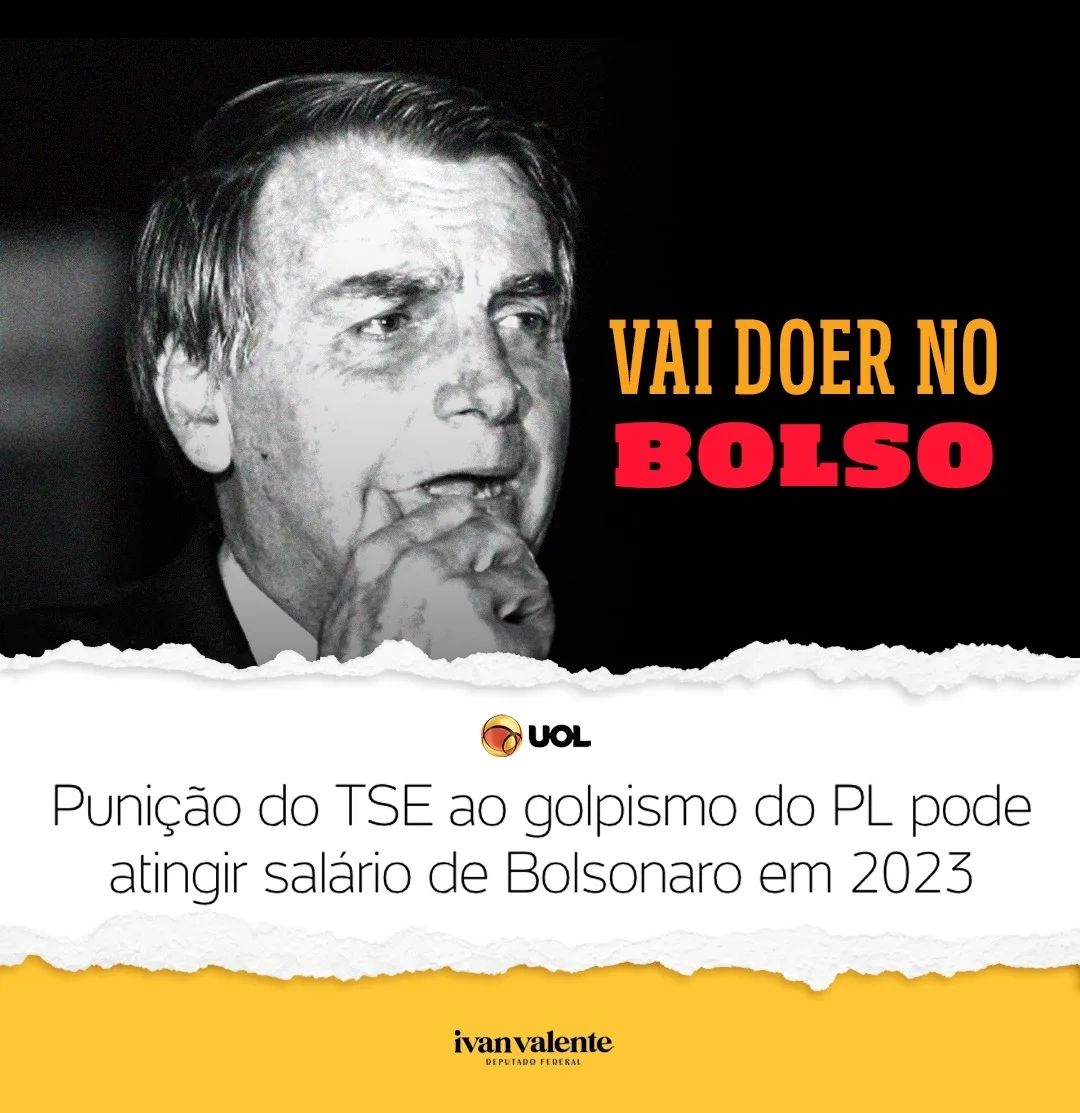 VAI DOER NO
BOLSO
UOL
Punição do TSE ao golpismo do PL pode
atingir salário de Bolsonaro em 2023
ivanvalente
DEPUTADO FEDERAL